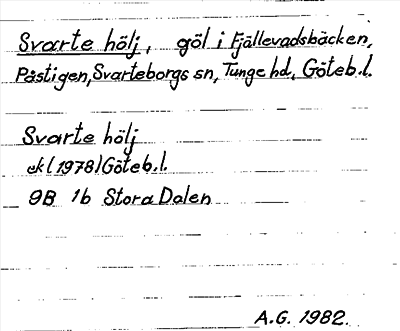 Svarte hölj, göl i Fjällevadsbäcken,
Påstigen, Svarteborgs sn, Tunge hd, Göteb.l.
Svarte hölj
ek (1978) Göteb.l.
9B 1b Stora Dalen
A.G. 1982.